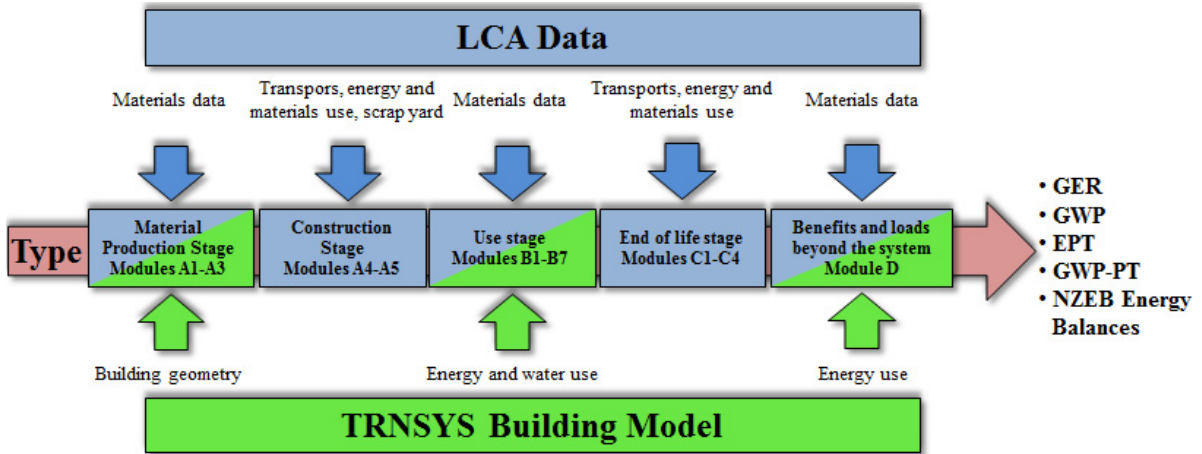 LCA Data
Materials data
Transpors, energy and
materials use, scrap yard
Materials data
Transports, energy and
materials use
Materials data
Type
Material
Production Stage
Modules A1-A3
Construction
Stage
Modules A4-A5
Use stage
Modules B1-B7
End of life stage
Modules C1-C4
Benefits and loads
beyond the system
Module D
• GER
• GWP
• EPT
• GWP-PT
• NZEB Energy
Balances
Building geometry
Energy and water use
Energy use
TRNSYS Building Model